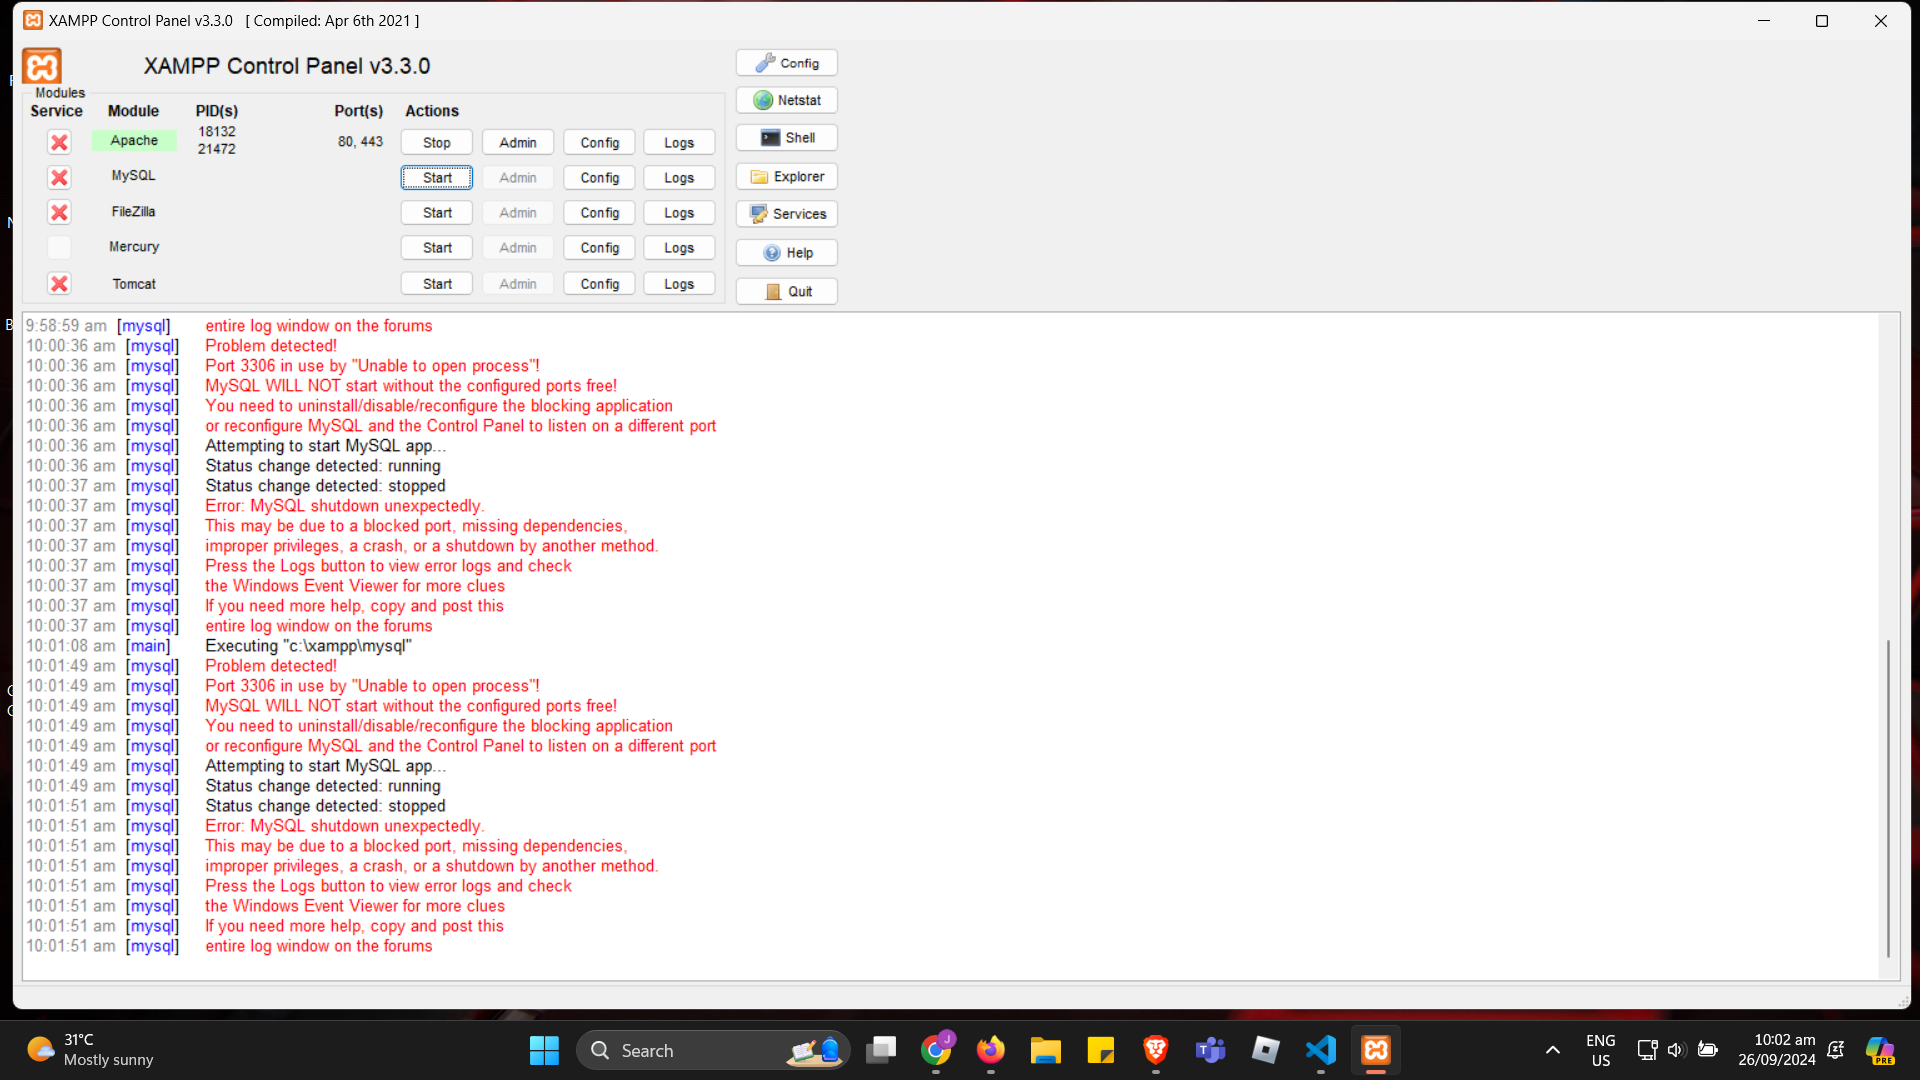 XAMPP Control Panel v3.3.0 [ Compiled: Apr 6th 2021 ]
XAMPP Control Panel v3.3.0
Config
Modules
Service Module PID(s) Port(s) Actions
Netstat
Apache 18132 21472 80, 443 Stop Admin Config Logs
Shell
MySQL Start Admin Config Logs
Explorer
FileZilla Start Admin Config Logs
Services
Mercury Start Admin Config Logs
Help
Tomcat Start Admin Config Logs
Quit
9:58:59 am [mysql] entire log window on the forums
10:00:36 am [mysql] Problem detected!
10:00:36 am [mysql] Port 3306 in use by "Unable to open process"!
10:00:36 am [mysql] MySQL WILL NOT start without the configured ports free!
10:00:36 am [mysql] You need to uninstall/disable/reconfigure the blocking application
10:00:36 am [mysql] or reconfigure MySQL and the Control Panel to listen on a different port
10:00:36 am [mysql] Attempting to start MySQL app...
10:00:36 am [mysql] Status change detected: running
10:00:37 am [mysql] Status change detected: stopped
10:00:37 am [mysql] Error: MySQL shutdown unexpectedly.
10:00:37 am [mysql] This may be due to a blocked port, missing dependencies,
10:00:37 am [mysql] improper privileges, a crash, or a shutdown by another method.
10:00:37 am [mysql] Press the Logs button to view error logs and check
10:00:37 am [mysql] the Windows Event Viewer for more clues
10:00:37 am [mysql] If you need more help, copy and post this
10:00:37 am [mysql] entire log window on the forums
10:01:08 am [main] Executing "c:\xampp\mysql"
10:01:49 am [mysql] Problem detected!
10:01:49 am [mysql] Port 3306 in use by "Unable to open process"!
10:01:49 am [mysql] MySQL WILL NOT start without the configured ports free!
10:01:49 am [mysql] You need to uninstall/disable/reconfigure the blocking application
10:01:49 am [mysql] or reconfigure MySQL and the Control Panel to listen on a different port
10:01:49 am [mysql] Attempting to start MySQL app...
10:01:49 am [mysql] Status change detected: running
10:01:51 am [mysql] Status change detected: stopped
10:01:51 am [mysql] Error: MySQL shutdown unexpectedly.
10:01:51 am [mysql] This may be due to a blocked port, missing dependencies,
10:01:51 am [mysql] improper privileges, a crash, or a shutdown by another method.
10:01:51 am [mysql] Press the Logs button to view error logs and check
10:01:51 am [mysql] the Windows Event Viewer for more clues
10:01:51 am [mysql] If you need more help, copy and post this
10:01:51 am [mysql] entire log window on the forums
31°C
Mostly sunny
Search
J
ENG
US
10:02 am
26/09/2024
PRE